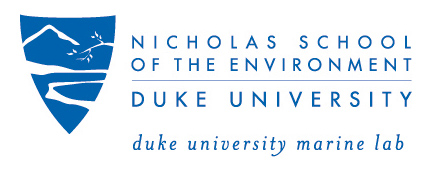 NICHOLAS SCHOOL
OF THE ENVIRONMENT
DUKE UNIVERSITY
duke university marine lab